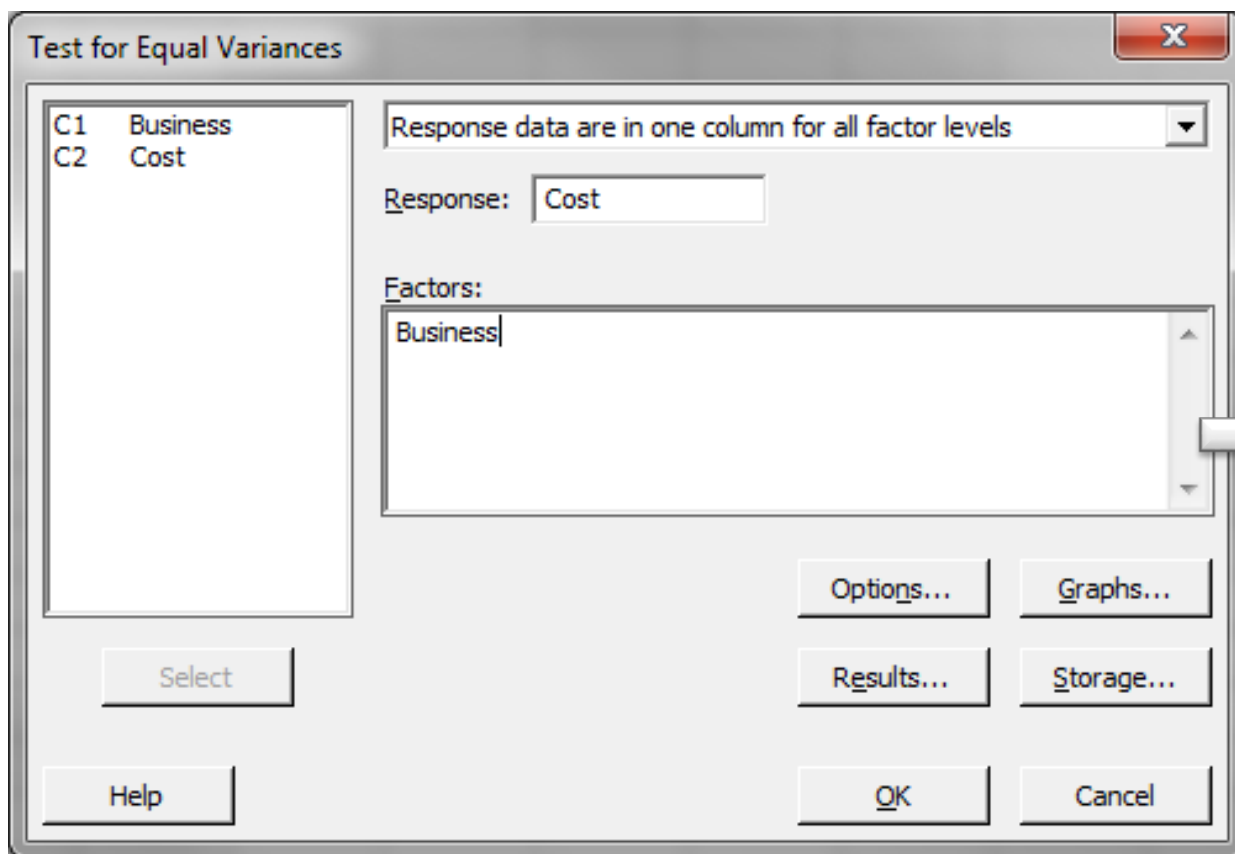 Test for Equal Variances
X
C1 Business
C2 Cost
Response data are in one column for all factor levels
Response: Cost
Factors:
Business
Options...
Graphs...
Select
Results...
Storage...
Help
OK
Cancel